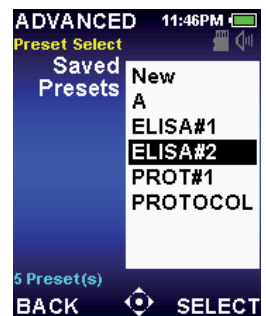 ADVANCED 11:46PM
Preset Select
Saved
Presets
New
A
ELISA#1
ELISA#2
PROT#1
PROTOCOL
5 Preset(s)
BACK SELECT